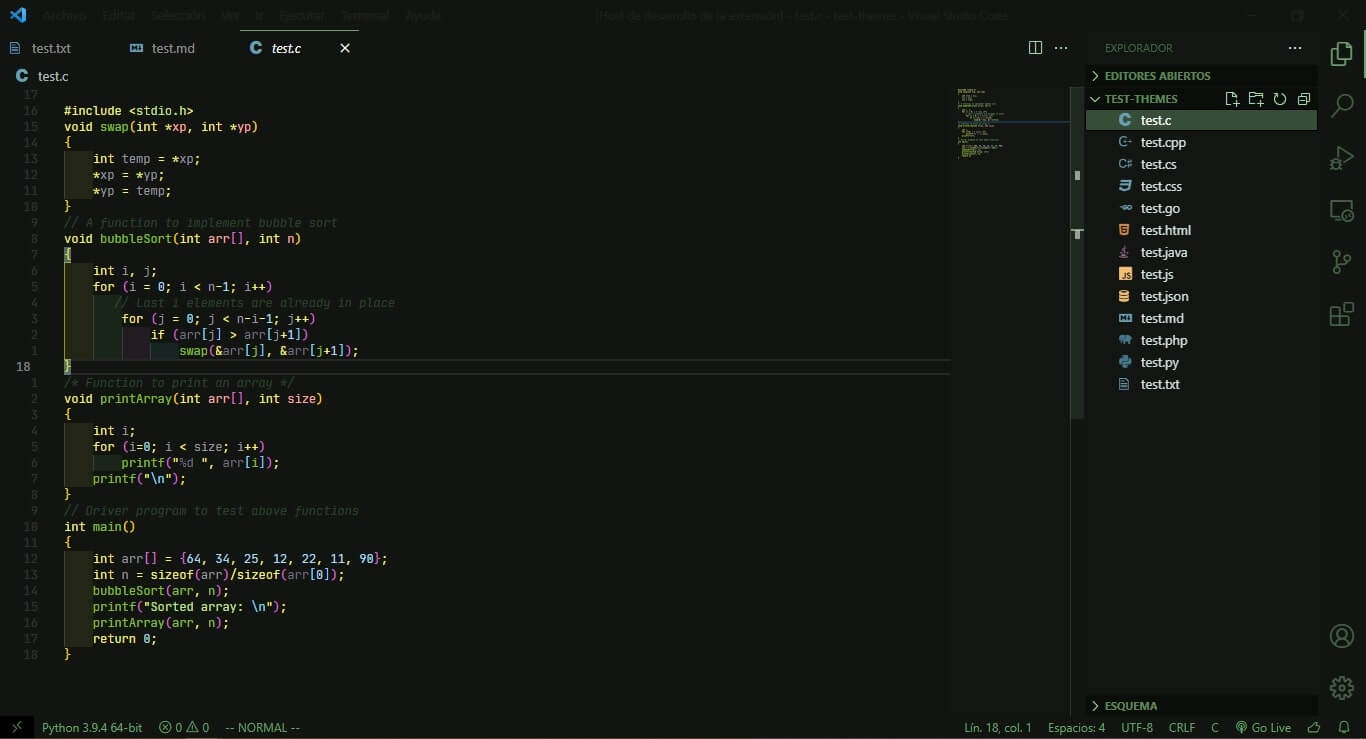 Archivo Editar Selección Ver Ir Ejecutar Terminal Ayuda [Host de desarrollo de la extensión] - test.c - test-themes - Visual Studio Code
test.txt test.md test.c
test.c
17
16 #include <stdio.h>
15 void swap(int *xp, int *yp)
14 {
13 int temp = *xp;
12 *xp = *yp;
11 *yp = temp;
10 }
9 // A function to implement bubble sort
8 void bubbleSort(int arr[], int n)
7 {
6 int i, j;
5 for (i = 0; i < n-1; i++)
4 // Last i elements are already in place
3 for (j = 0; j < n-i-1; j++)
2 if (arr[j] > arr[j+1])
1 swap(&arr[j], &arr[j+1]);
18 }
1 /* Function to print an array */
2 void printArray(int arr[], int size)
3 {
4 int i;
5 for (i=0; i < size; i++)
6 printf("%d ", arr[i]);
7 printf("\n");
8 }
9 // Driver program to test above functions
10 int main()
11 {
12 int arr[] = {64, 34, 25, 12, 22, 11, 90};
13 int n = sizeof(arr)/sizeof(arr[0]);
14 bubbleSort(arr, n);
15 printf("Sorted array: \n");
16 printArray(arr, n);
17 return 0;
18 }
EXPLORADOR
EDITORES ABIERTOS
TEST-THEMES
test.c
test.cpp
test.cs
test.css
test.go
test.html
test.java
test.js
test.json
test.md
test.php
test.py
test.txt
ESQUEMA
Python 3.9.4 64-bit 0 0 -- NORMAL -- Lín. 18, col. 1 Espacios: 4 UTF-8 CRLF C Go Live